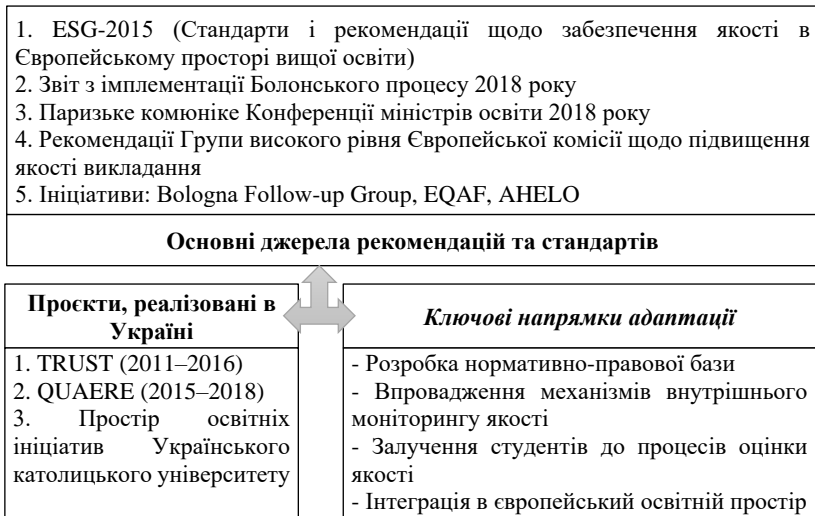 1. ESG-2015 (Стандарти і рекомендації щодо забезпечення якості в
Європейському просторі вищої освіти)
2. Звіт з імплементації Болонського процесу 2018 року
3. Паризьке комюніке Конференції міністрів освіти 2018 року
4. Рекомендації Групи високого рівня Європейської комісії щодо підвищення
якості викладання
5. Ініціативи: Bologna Follow-up Group, EQAF, AHELO
Основні джерела рекомендацій та стандартів
Проєкти, реалізовані в
Україні
1. TRUST (2011–2016)
2. QUAERE (2015–2018)
3. Простір освітніх
ініціатив Українського
католицького університету
Ключові напрямки адаптації
- Розробка нормативно-правової бази
- Впровадження механізмів внутрішнього
моніторингу якості
- Залучення студентів до процесів оцінки
якості
- Інтеграція в європейський освітній простір